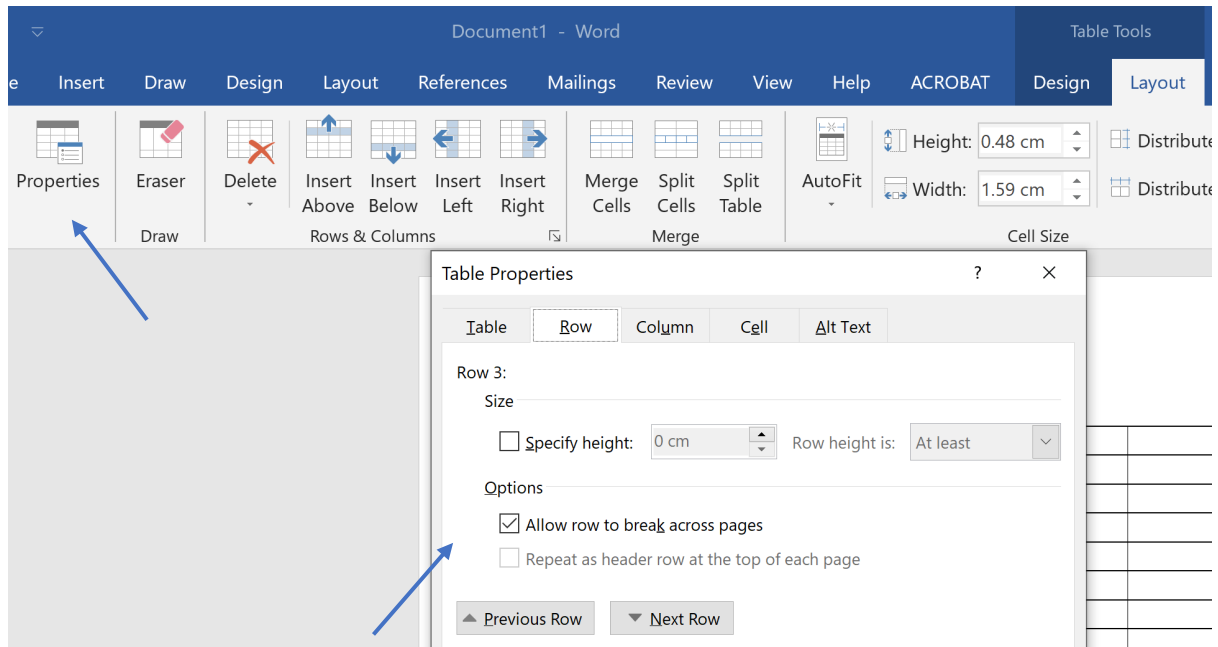 Document1 - Word
Table Tools
e Insert Draw Design Layout References Mailings Review View Help ACROBAT Design Layout
Properties
Eraser
Draw
Delete
Insert Above
Insert Below
Insert Left
Insert Right
Rows & Columns
Merge Cells
Split Cells
Split Table
Merge
AutoFit
Height: 0.48 cm
Distribute
Width: 1.59 cm
Distribute
Cell Size
Table Properties ? ×
Table Row Column Cell Alt Text
Row 3:
Size
Specify height: 0 cm Row height is: At least
Options
Allow row to break across pages
Repeat as header row at the top of each page
Previous Row Next Row